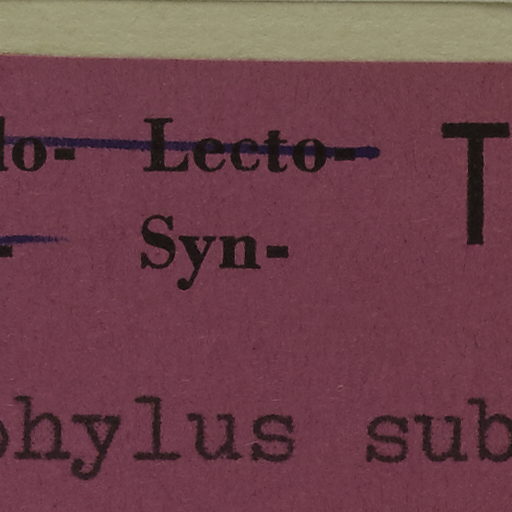 lo- Lecto- T
- Syn-
phylus sub